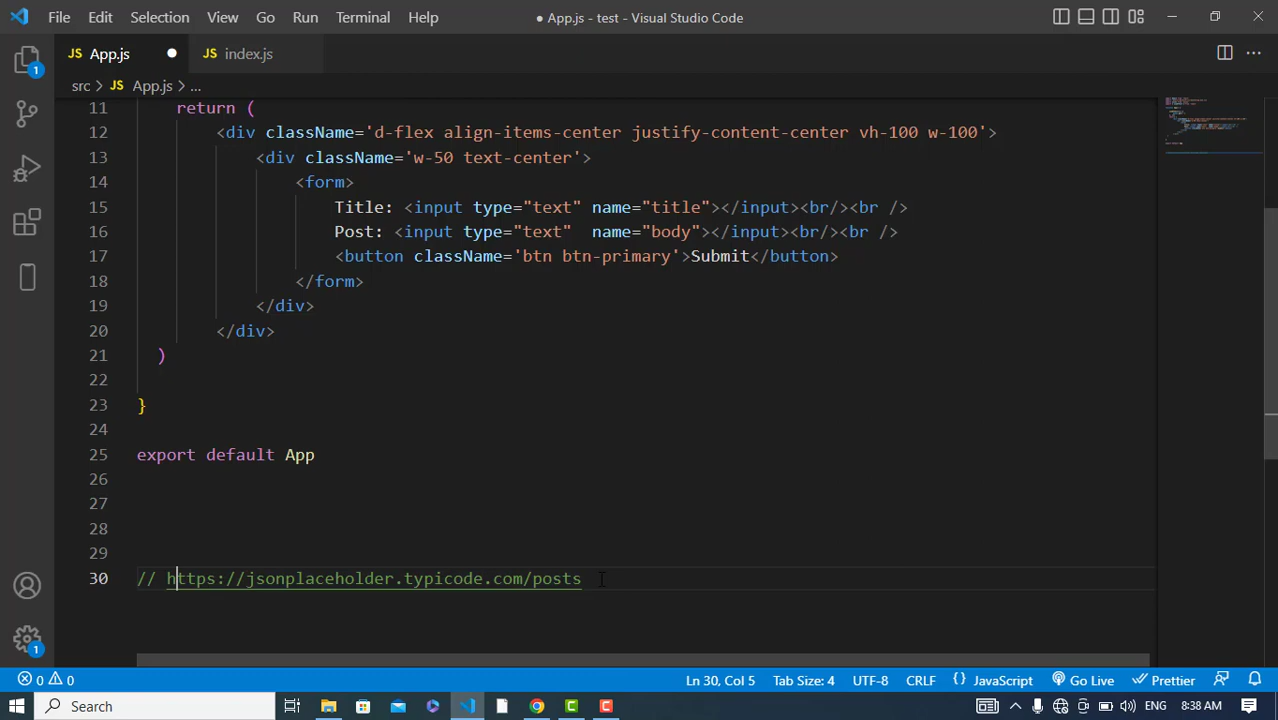 File Edit Selection View Go Run Terminal Help ● App.js - test - Visual Studio Code
JS App.js ● JS index.js
src > JS App.js > ...
11 return (
12 <div className='d-flex align-items-center justify-content-center vh-100 w-100'>
13 <div className='w-50 text-center'>
14 <form>
15 Title: <input type="text" name="title"></input><br/><br />
16 Post: <input type="text"  name="body"></input><br/><br />
17 <button className='btn btn-primary'>Submit</button>
18 </form>
19 </div>
20 </div>
21 )
22
23 }
24
25 export default App
26
27
28
29
30 // https://jsonplaceholder.typicode.com/posts
1
1
0 0 Ln 30, Col 5 Tab Size: 4 UTF-8 CRLF {} JavaScript Go Live Prettier
Search ENG 8:38 AM